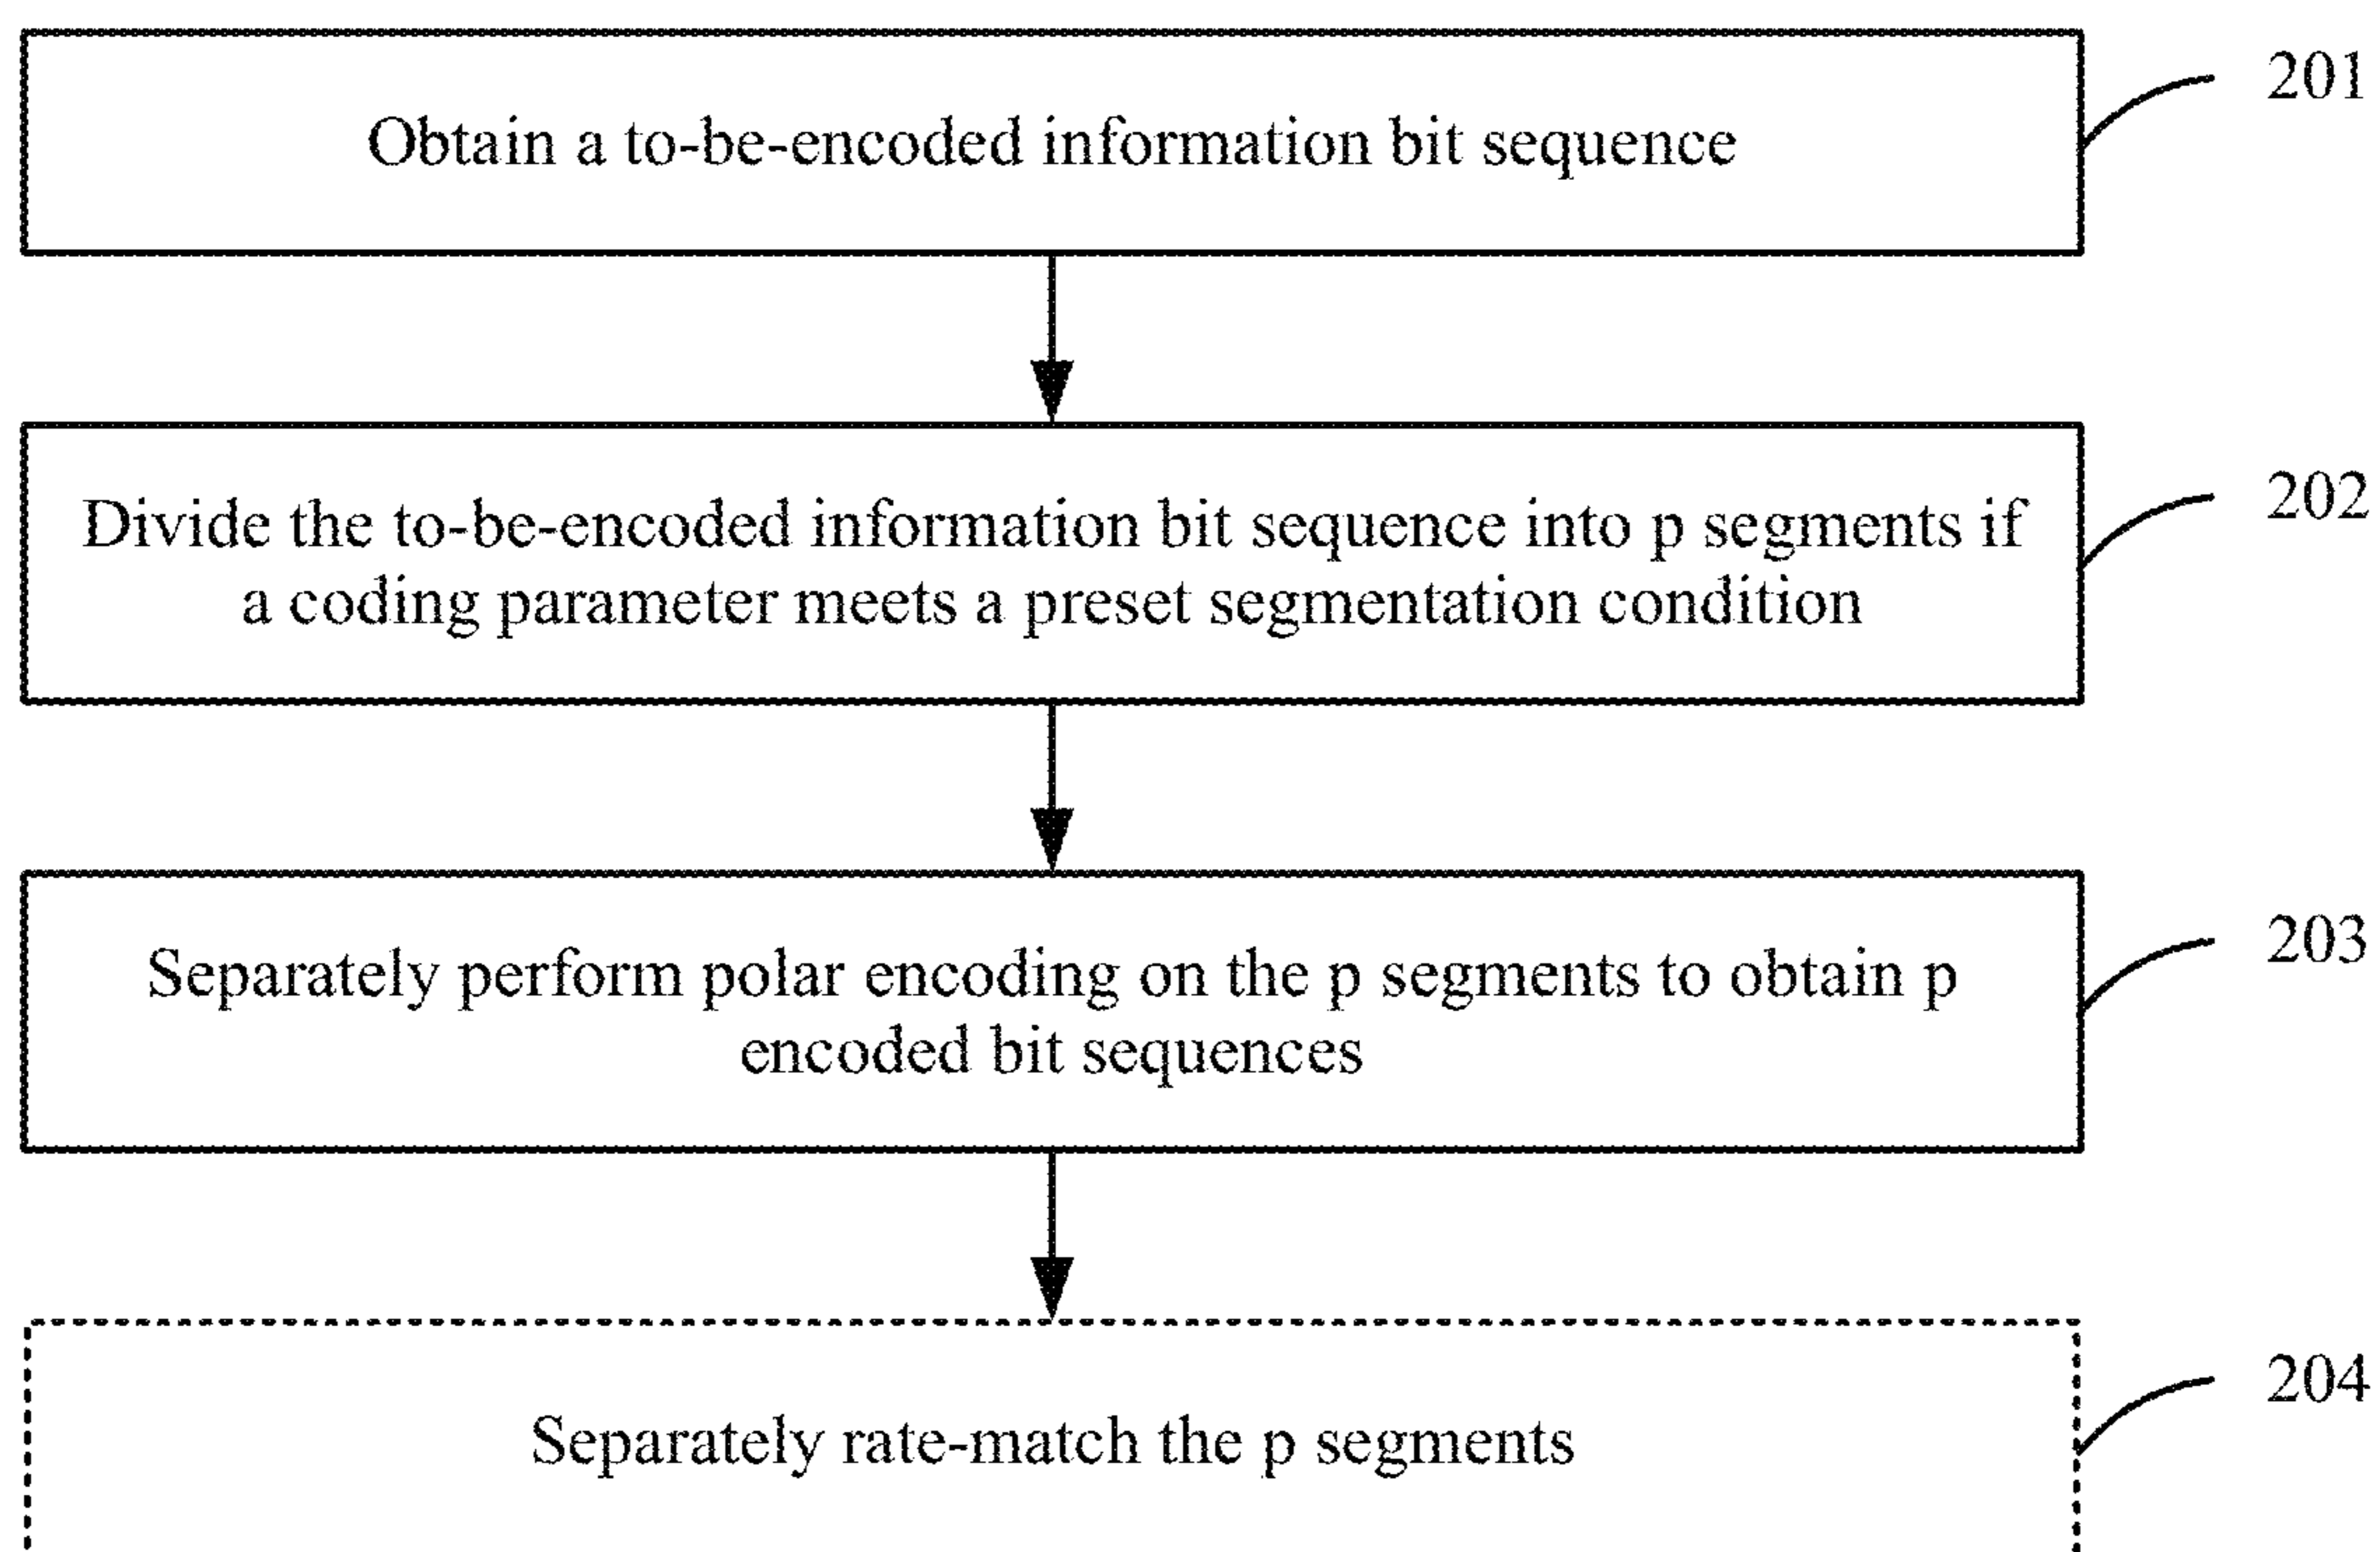 201
Obtain a to-be-encoded information bit sequence
202
Divide the to-be-encoded information bit sequence into p segments if
a coding parameter meets a preset segmentation condition
203
Separately perform polar encoding on the p segments to obtain p
encoded bit sequences
204
Separately rate-match the p segments